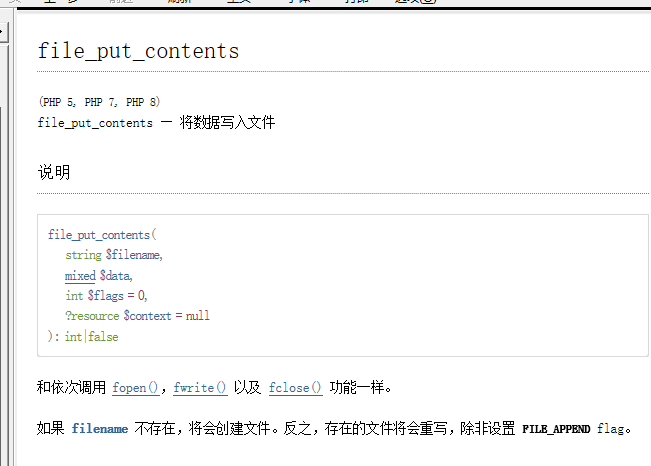 file_put_contents
(PHP 5, PHP 7, PHP 8)
file_put_contents — 将数据写入文件
说明
file_put_contents(
string $filename,
mixed $data,
int $flags = 0,
?resource $context = null
): int|false
和依次调用 fopen()，fwrite() 以及 fclose() 功能一样。
如果 filename 不存在，将会创建文件。反之，存在的文件将会重写，除非设置 FILE_APPEND flag。